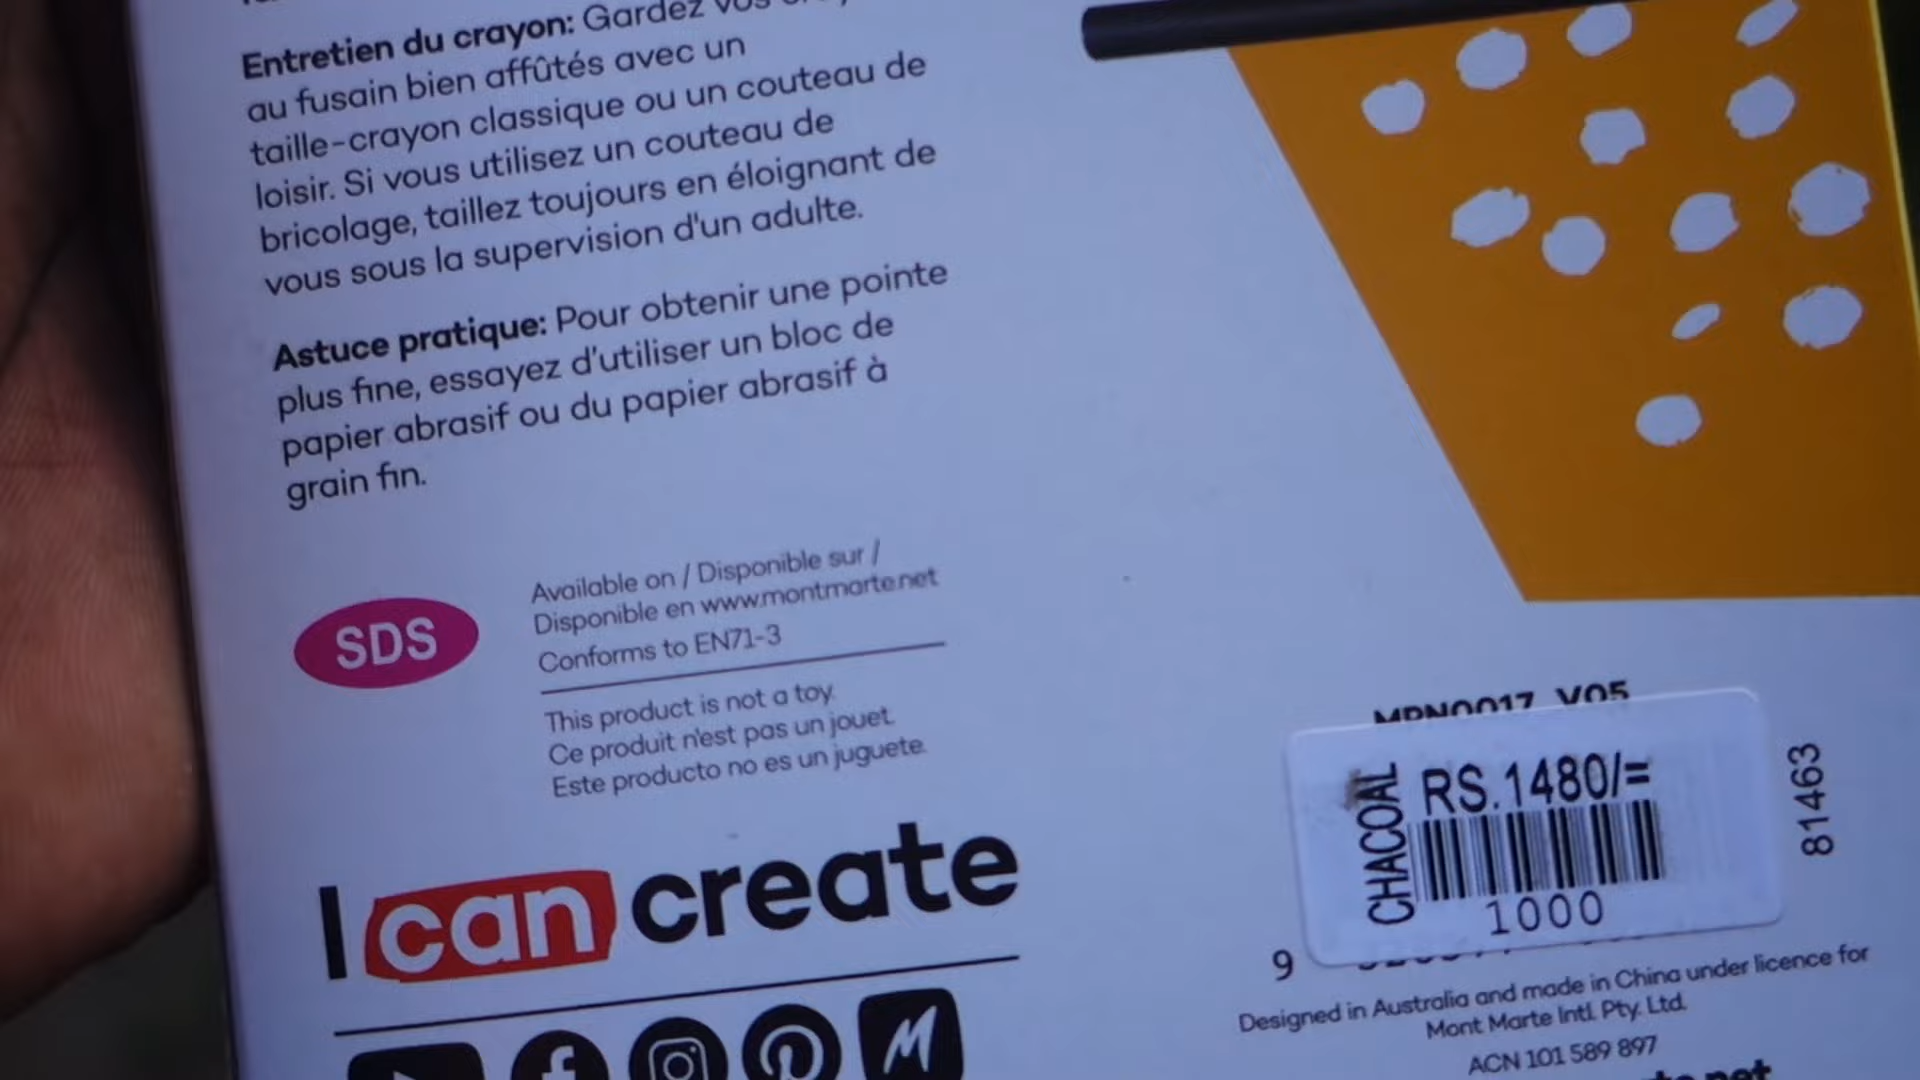 Entretien du crayon: Gardez vos
au fusain bien affûtés avec un
taille-crayon classique ou un couteau de
loisir. Si vous utilisez un couteau de
bricolage, taillez toujours en éloignant de
vous sous la supervision d'un adulte.
Astuce pratique: Pour obtenir une pointe
plus fine, essayez d'utiliser un bloc de
papier abrasif ou du papier abrasif à
grain fin.
SDS
Available on / Disponible sur /
Disponible en www.montmarte.net
Conforms to EN71-3
This product is not a toy.
Ce produit n'est pas un jouet.
Este producto no es un juguete.
I can create
MPN0017_V05
CHACOAL
RS.1480/=
1000
81463
9
Designed in Australia and made in China under licence for
Mont Marte Intl. Pty. Ltd.
ACN 101 589 897